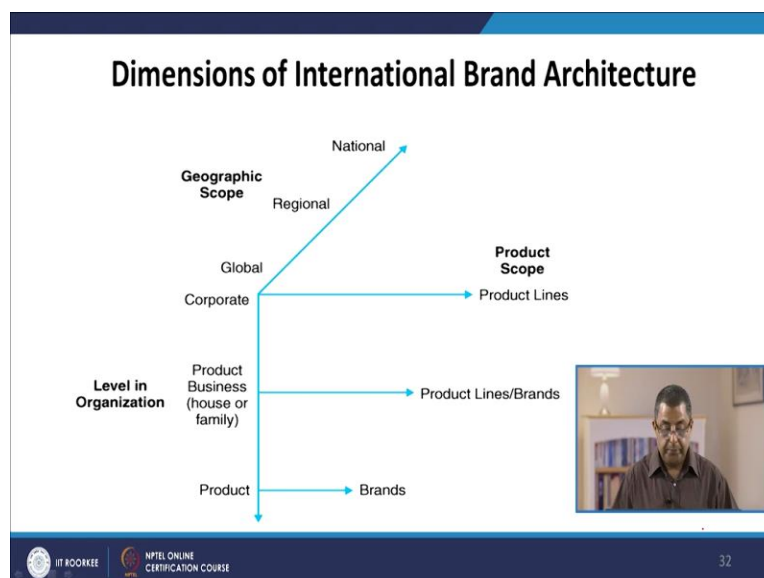 Dimensions of International Brand Architecture
National
Geographic
Scope
Regional
Global
Product
Scope
Corporate
Product Lines
Level in
Organization
Product
Business
(house or
family)
Product Lines/Brands
Product
Brands
IIT ROORKEE
NPTEL ONLINE
CERTIFICATION COURSE
32